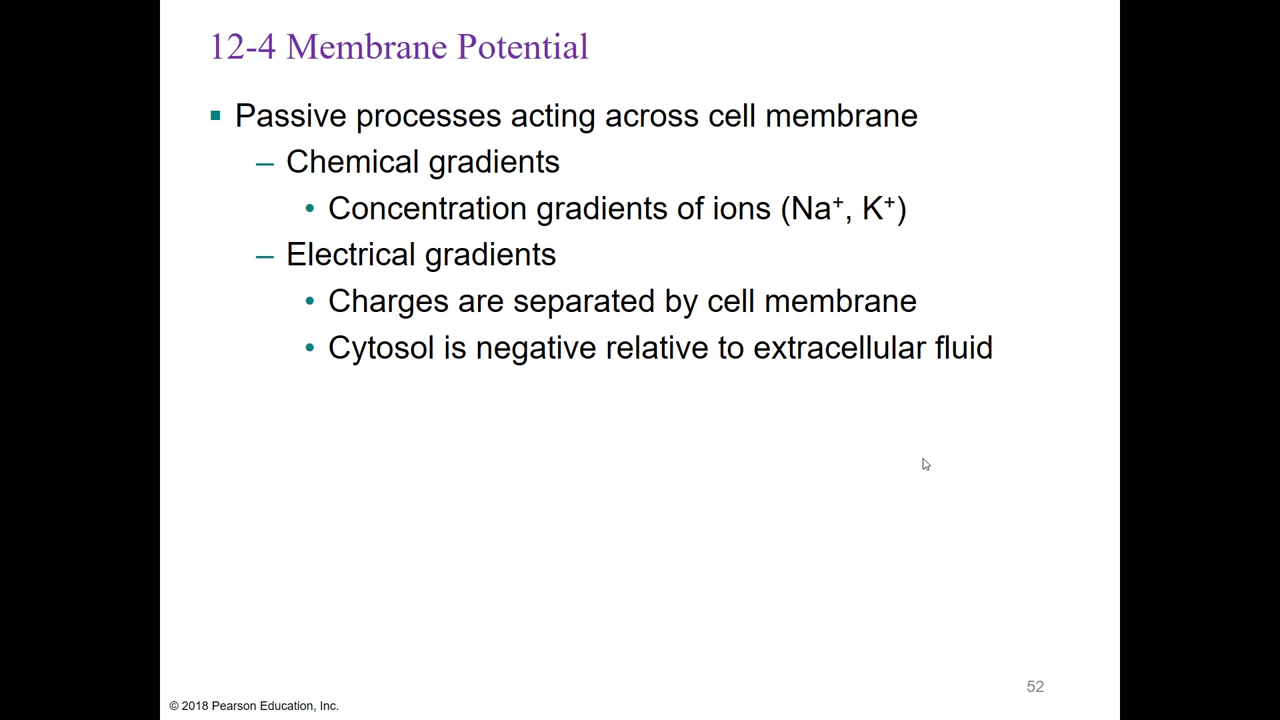 12-4 Membrane Potential
▪ Passive processes acting across cell membrane
– Chemical gradients
• Concentration gradients of ions (Na⁺, K⁺)
– Electrical gradients
• Charges are separated by cell membrane
• Cytosol is negative relative to extracellular fluid
52
© 2018 Pearson Education, Inc.